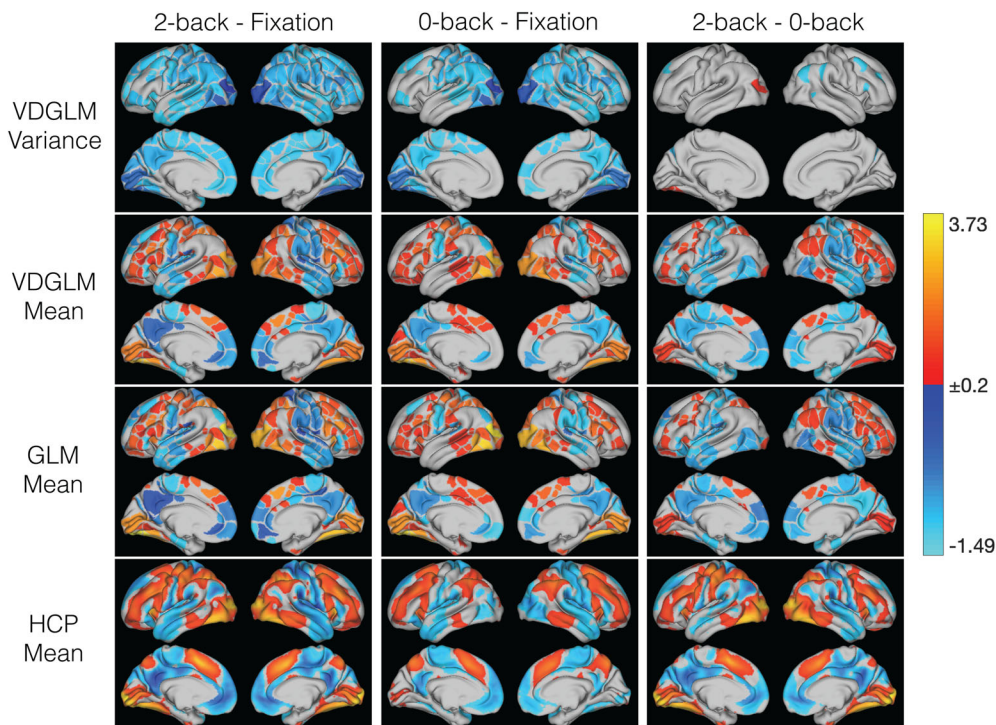 2-back - Fixation
0-back - Fixation
2-back - 0-back
VDGLM
Variance
VDGLM
Mean
GLM
Mean
HCP
Mean
3.73
±0.2
-1.49